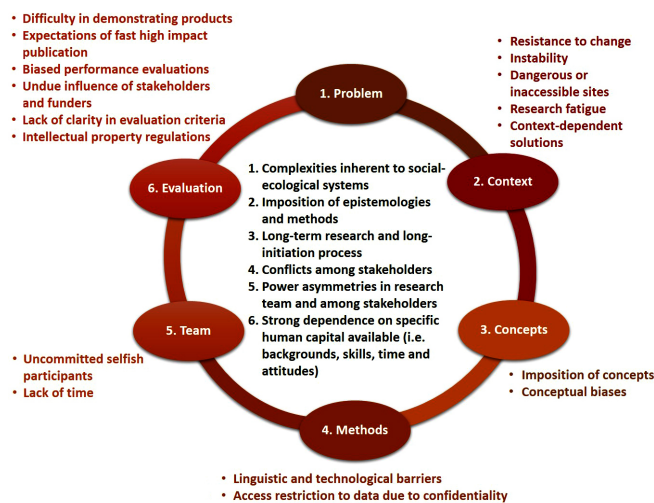 • Difficulty in demonstrating products
• Expectations of fast high impact
publication
• Biased performance evaluations
• Undue influence of stakeholders
and funders
• Lack of clarity in evaluation criteria
• Intellectual property regulations
1. Problem
• Resistance to change
• Instability
• Dangerous or
inaccessible sites
• Research fatigue
• Context-dependent
solutions
6. Evaluation
2. Context
1. Complexities inherent to social-
ecological systems
2. Imposition of epistemologies
and methods
3. Long-term research and long-
initiation process
4. Conflicts among stakeholders
5. Power asymmetries in research
team and among stakeholders
6. Strong dependence on specific
human capital available (i.e.
backgrounds, skills, time and
attitudes)
5. Team
3. Concepts
• Uncommitted selfish
participants
• Lack of time
• Imposition of concepts
• Conceptual biases
4. Methods
• Linguistic and technological barriers
• Access restriction to data due to confidentiality